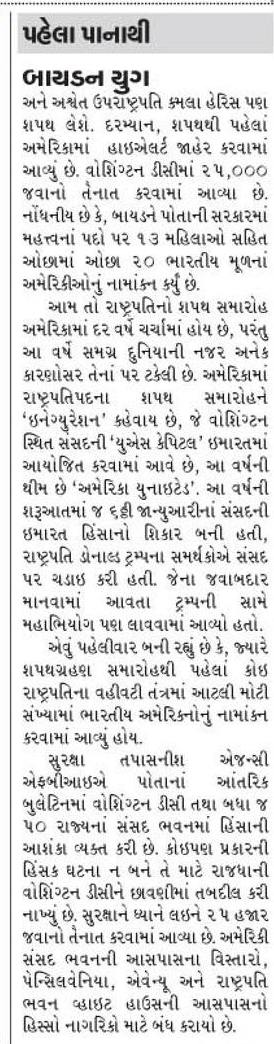 પહેલા પાનાથી
બાયડન યુગ
અને અશ્વેત ઉપરાષ્ટ્રપતિ કમલા હેરિસ પણ
શપથ લેશે. દરમ્યાન, શપથથી પહેલાં
અમેરિકામાં હાઇએલર્ટ જાહેર કરવામાં
આવ્યું છે. વોશિંગ્ટન ડીસીમાં ૨૫,૦૦૦
જવાનો તૈનાત કરવામાં આવ્યા છે.
નોંધનીય છે કે, બાયડને પોતાની સરકારમાં
મહત્ત્વનાં પદો પર ૧૩ મહિલાઓ સહિત
ઓછામાં ઓછા ૨૦ ભારતીય મૂળનાં
અમેરિકીઓનું નામાંકન કર્યું છે.
આમ તો રાષ્ટ્રપતિનો શપથ સમારોહ
અમેરિકામાં દર વર્ષે ચર્ચામાં હોય છે, પરંતુ
આ વર્ષે સમગ્ર દુનિયાની નજર અનેક
કારણોસર તેનાં પર ટકેલી છે. અમેરિકામાં
રાષ્ટ્રપતિપદના શપથ સમારોહને
‘ઇનેગ્યુરેશન’ કહેવાય છે, જે વોશિંગ્ટન
સ્થિત સંસદની ‘યુએસ કેપિટલ’ ઇમારતમાં
આયોજિત કરવામાં આવે છે, આ વર્ષની
થીમ છે ‘અમેરિકા યુનાઇટેડ’. આ વર્ષની
શરૂઆતમાં જ ૬ઠ્ઠી જાન્યુઆરીનાં સંસદની
ઇમારત હિંસાનો શિકાર બની હતી,
રાષ્ટ્રપતિ ડોનાલ્ડ ટ્રમ્પના સમર્થકોએ સંસદ
પર ચડાઇ કરી હતી. જેના જવાબદાર
માનવામાં આવતા ટ્રમ્પની સામે
મહાભિયોગ પણ લાવવામાં આવ્યો હતો.
એવું પહેલીવાર બની રહ્યું છે કે, જ્યારે
શપથગ્રહણ સમારોહથી પહેલાં કોઇ
રાષ્ટ્રપતિના વહીવટી તંત્રમાં આટલી મોટી
સંખ્યામાં ભારતીય અમેરિકનોનું નામાંકન
કરવામાં આવ્યું હોય.
સુરક્ષા તપાસનીશ એજન્સી
એફબીઆઇએ પોતાનાં આંતરિક
બુલેટિનમાં વોશિંગ્ટન ડીસી તથા બધા જ
૫૦ રાજ્યનાં સંસદ ભવનમાં હિંસાની
આશંકા વ્યક્ત કરી છે. કોઇપણ પ્રકારની
હિંસક ઘટના ન બને તે માટે રાજધાની
વોશિંગ્ટન ડીસીને છાવણીમાં તબદીલ કરી
નાખ્યું છે. સુરક્ષાને ધ્યાને લઇને ૨૫ હજાર
જવાનો તૈનાત કરવામાં આવ્યા છે. અમેરિકી
સંસદ ભવનની આસપાસના વિસ્તારો,
પેન્સિલવેનિયા, એવેન્યૂ અને રાષ્ટ્રપતિ
ભવન વ્હાઇટ હાઉસની આસપાસનો
હિસ્સો નાગરિકો માટે બંધ કરાયો છે.